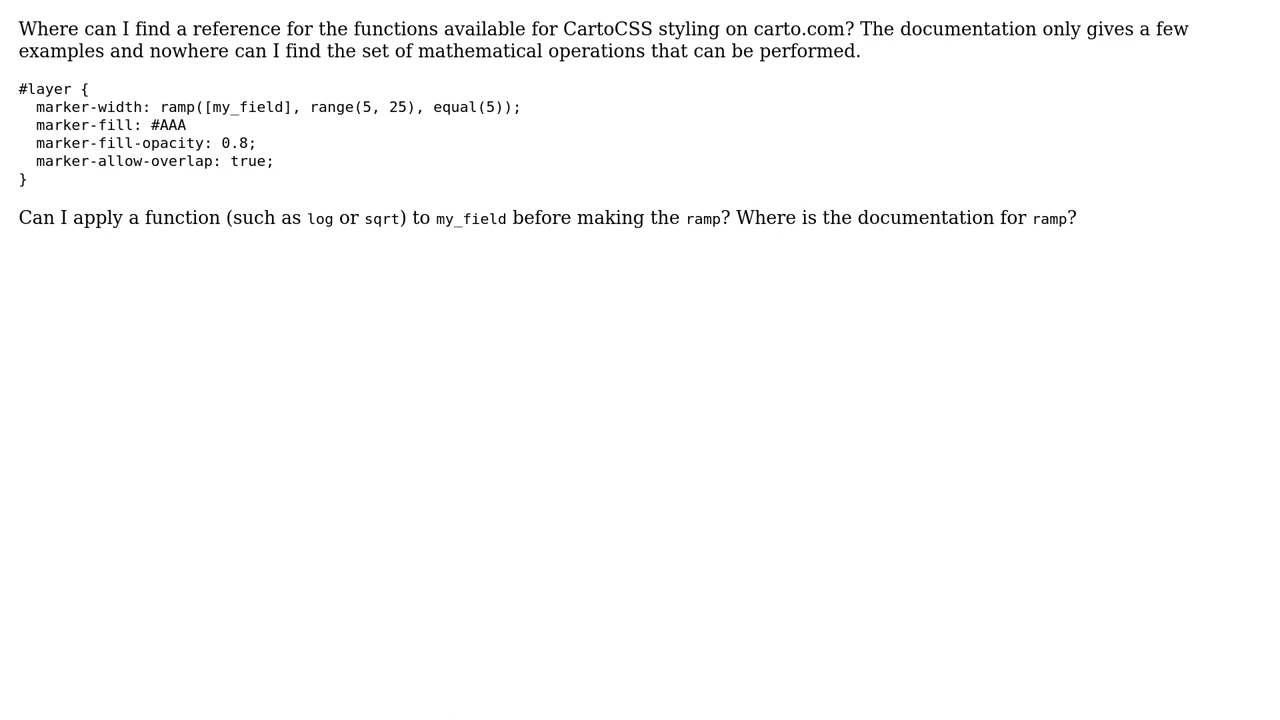 Where can I find a reference for the functions available for CartoCSS styling on carto.com? The documentation only gives a few
examples and nowhere can I find the set of mathematical operations that can be performed.
#layer {
  marker-width: ramp([my_field], range(5, 25), equal(5));
  marker-fill: #AAA
  marker-fill-opacity: 0.8;
  marker-allow-overlap: true;
}
Can I apply a function (such as log or sqrt) to my_field before making the ramp? Where is the documentation for ramp?